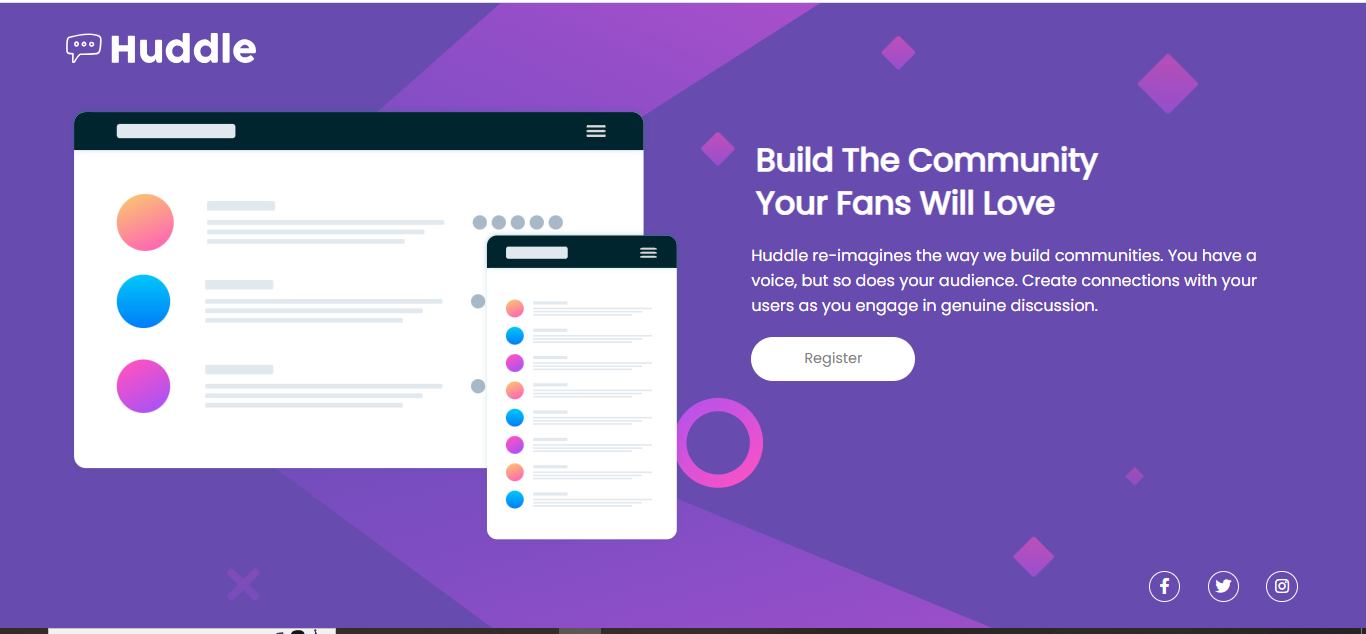 Huddle
Build The Community
Your Fans Will Love
Huddle re-imagines the way we build communities. You have a
voice, but so does your audience. Create connections with your
users as you engage in genuine discussion.
Register